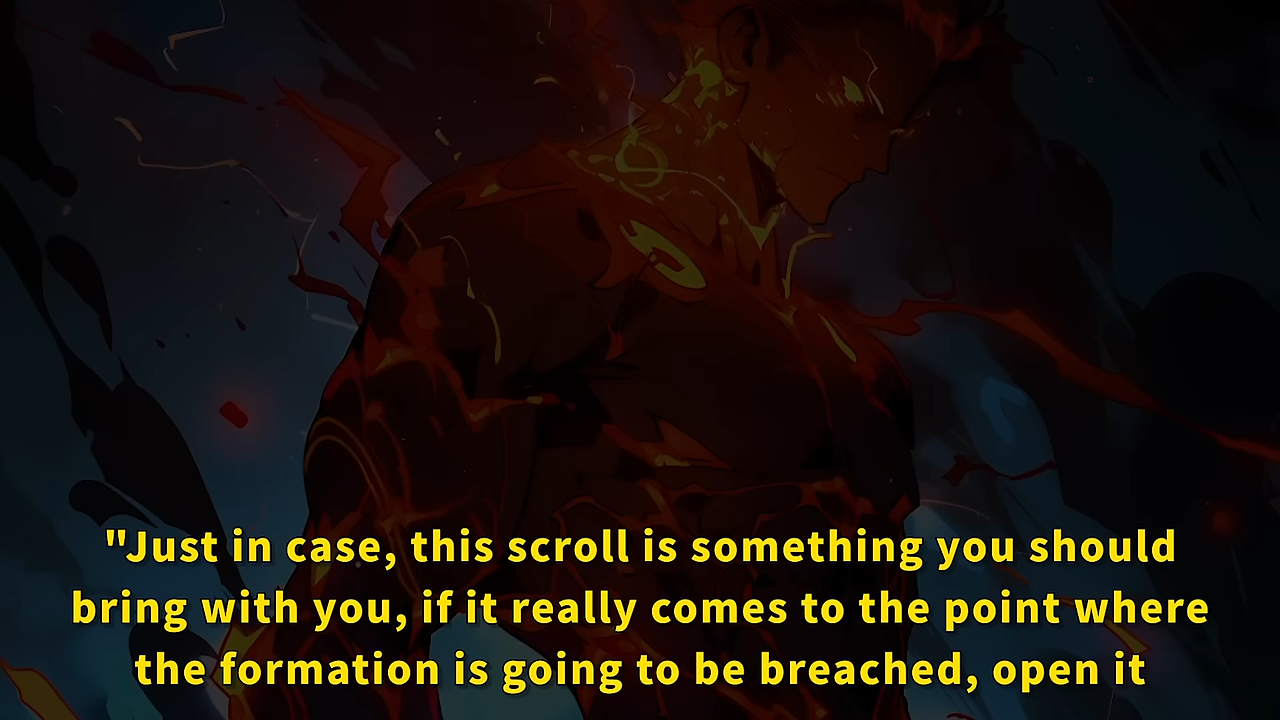 "Just in case, this scroll is something you should
bring with you, if it really comes to the point where
the formation is going to be breached, open it